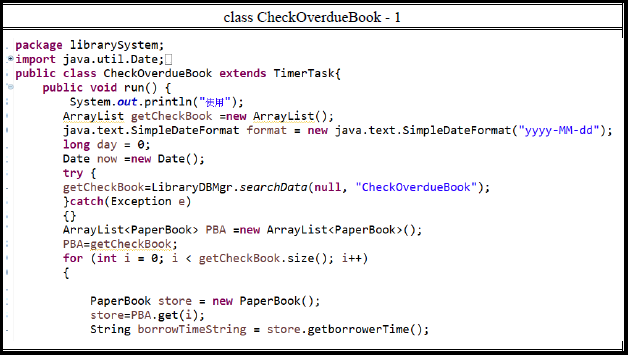 class CheckOverdueBook - 1
package librarySystem;
import java.util.Date;
public class CheckOverdueBook extends TimerTask{
public void run() {
System.out.println("使用");
ArrayList getCheckBook =new ArrayList();
java.text.SimpleDateFormat format = new java.text.SimpleDateFormat("yyyy-MM-dd");
long day = 0;
Date now =new Date();
try {
getCheckBook=LibraryDBMgr.searchData(null, "CheckOverdueBook");
}catch(Exception e)
{}
ArrayList<PaperBook> PBA =new ArrayList<PaperBook>();
PBA=getCheckBook;
for (int i = 0; i < getCheckBook.size(); i++)
{
PaperBook store = new PaperBook();
store=PBA.get(i);
String borrowTimeString = store.getborrowerTime();